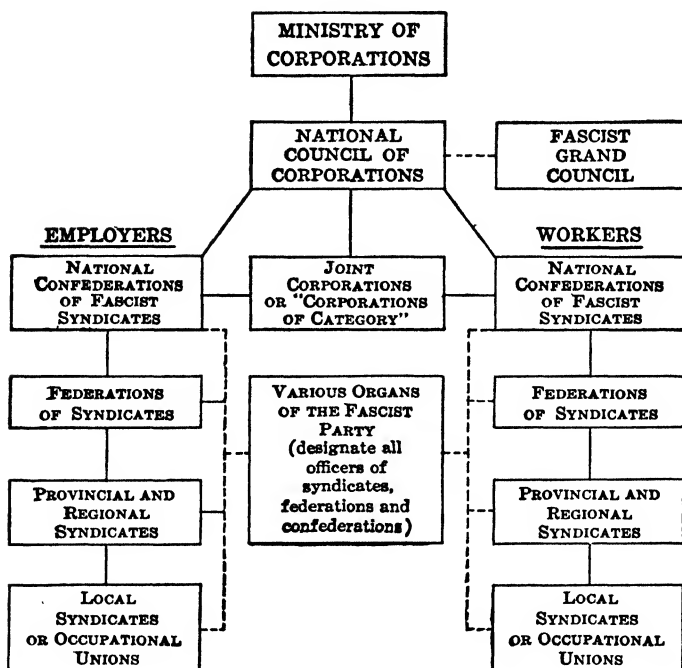 MINISTRY OF
CORPORATIONS
NATIONAL
COUNCIL OF
CORPORATIONS
FASCIST
GRAND
COUNCIL
EMPLOYERS
WORKERS
NATIONAL
CONFEDERATIONS
OF FASCIST
SYNDICATES
JOINT
CORPORATIONS
OR "CORPORATIONS
OF CATEGORY"
NATIONAL
CONFEDERATIONS
OF FASCIST
SYNDICATES
FEDERATIONS
OF SYNDICATES
VARIOUS ORGANS
OF THE FASCIST
PARTY
(designate all
officers of
syndicates,
federations and
confederations)
FEDERATIONS
OF SYNDICATES
PROVINCIAL AND
REGIONAL
SYNDICATES
PROVINCIAL AND
REGIONAL
SYNDICATES
LOCAL
SYNDICATES
OR OCCUPATIONAL
UNIONS
LOCAL
SYNDICATES
OR OCCUPATIONAL
UNIONS